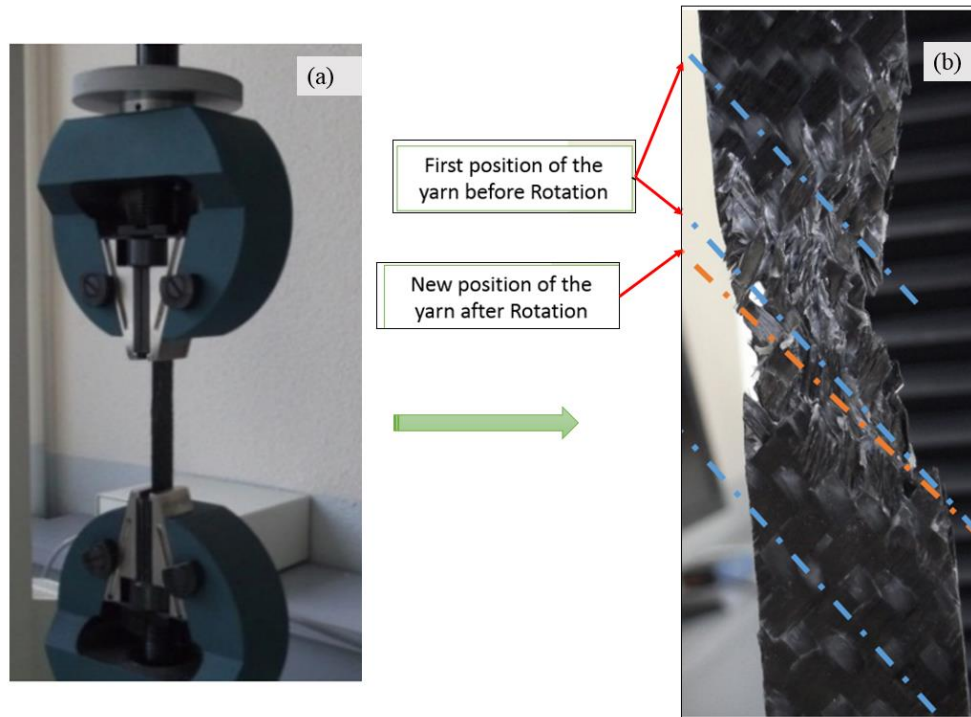 (a)
(b)
First position of the
yarn before Rotation
New position of the
yarn after Rotation